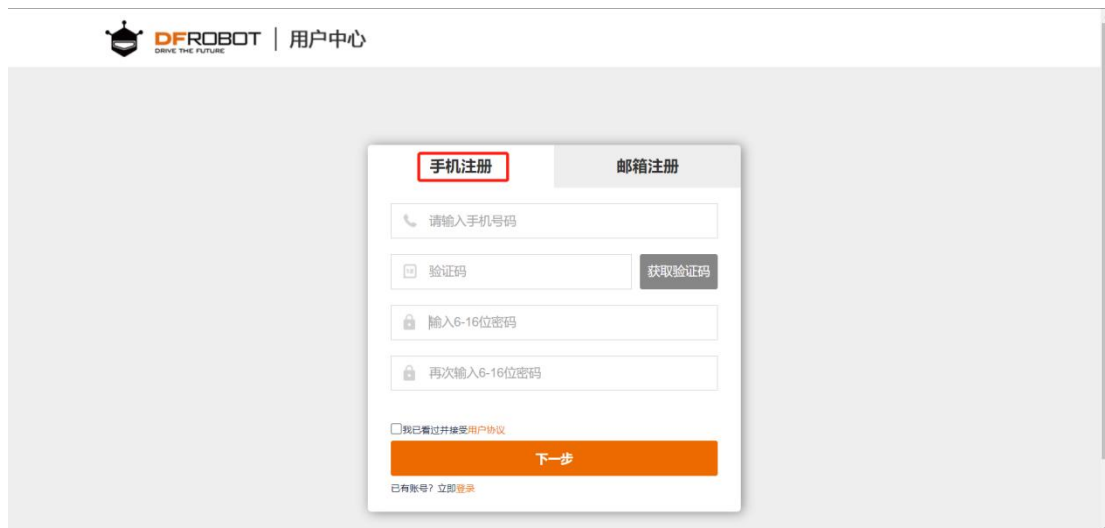 DFROBOT
DRIVE THE FUTURE
用户中心
手机注册
邮箱注册
请输入手机号码
验证码
获取验证码
输入6-16位密码
再次输入6-16位密码
我已看过并接受用户协议
下一步
已有账号？立即登录